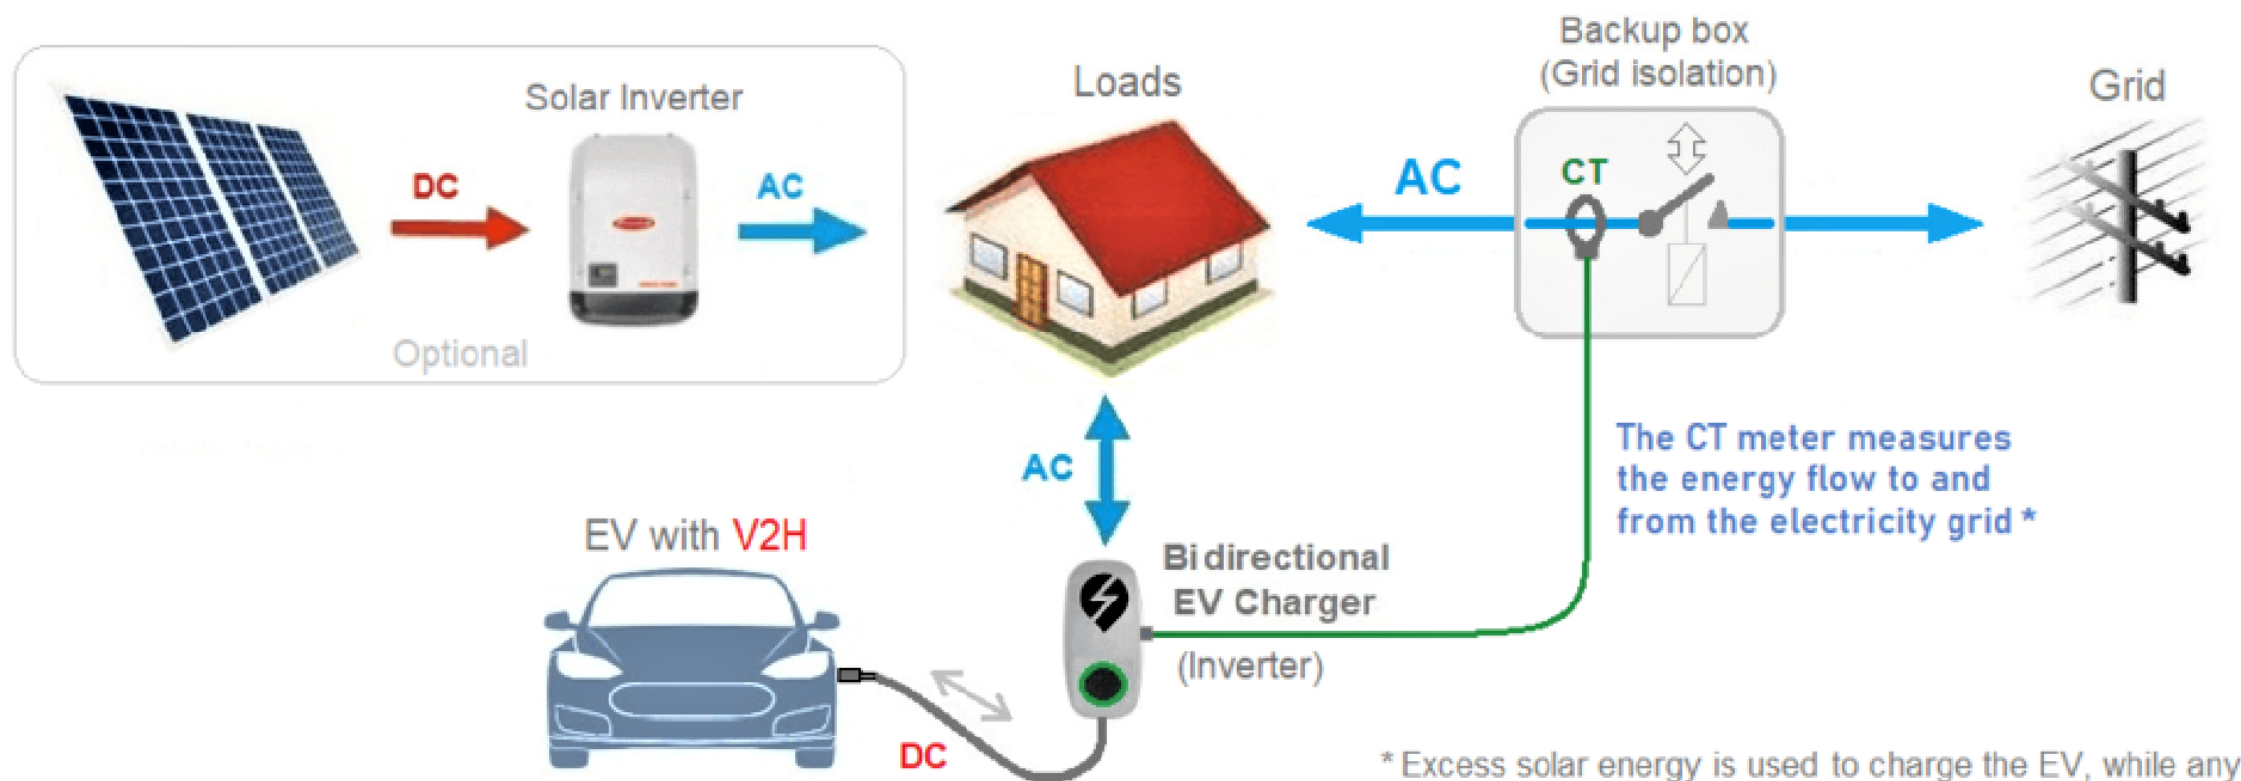 Backup box
(Grid isolation)
Solar Inverter
Loads
Grid
DC
AC
AC
CT
Optional
The CT meter measures
the energy flow to and
from the electricity grid *
AC
EV with V2H
Bidirectional
EV Charger
(Inverter)
DC
* Excess solar energy is used to charge the EV, while any